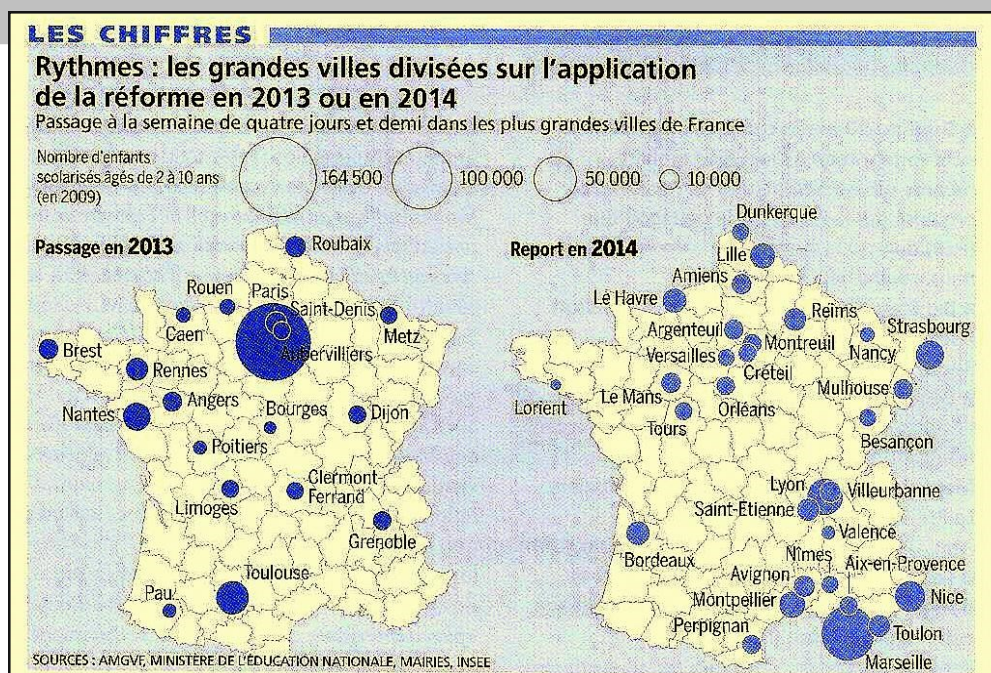 LES CHIFFRES
Rythmes : les grandes villes divisées sur l'application
de la réforme en 2013 ou en 2014
Passage à la semaine de quatre jours et demi dans les plus grandes villes de France
Nombre d'enfants
scolarisés âgés de 2 à 10 ans
(en 2009)
164 500
100 000
50 000
10 000
Passage en 2013
Roubaix
Rouen
Paris
Saint-Denis
Caen
Metz
Aubervilliers
Brest
Rennes
Angers
Nantes
Bourges
Dijon
Poitiers
Clermont-
Ferrand
Limoges
Grenoble
Toulouse
Pau
Report en 2014
Dunkerque
Lille
Amiens
Le Havre
Reims
Argenteuil
Strasbourg
Montreuil
Nancy
Versailles
Créteil
Mulhouse
Lorient
Le Mans
Orléans
Tours
Besançon
Lyon
Villeurbanne
Saint-Etienne
Valence
Bordeaux
Nîmes
Aix-en-Provence
Avignon
Montpellier
Nice
Perpignan
Toulon
Marseille
SOURCES : AMGVF, MINISTÈRE DE L'ÉDUCATION NATIONALE, MAIRIES, INSEE